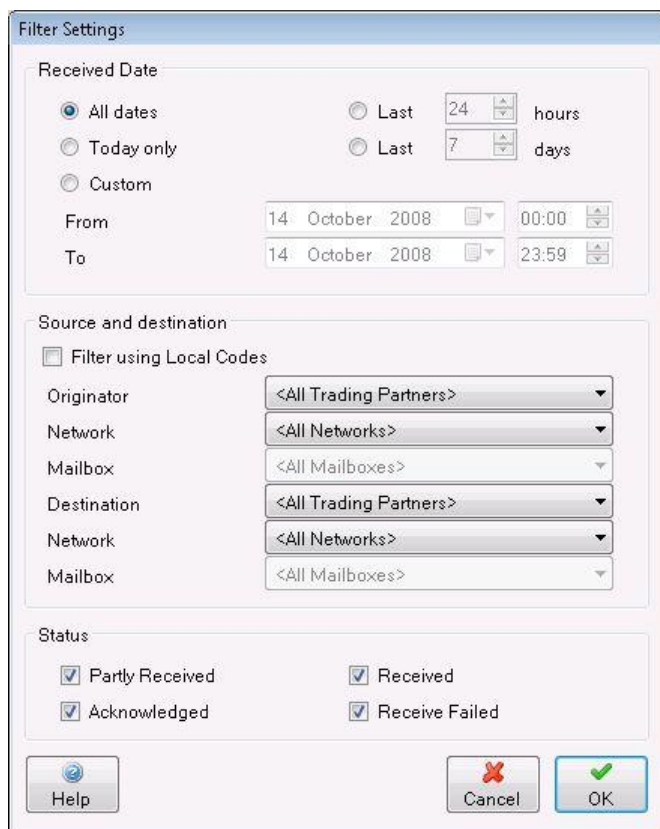 Filter Settings
Received Date
All dates
Last 24 hours
Today only
Last 7 days
Custom
From 14 October 2008 00:00
To 14 October 2008 23:59
Source and destination
Filter using Local Codes
Originator <All Trading Partners>
Network <All Networks>
Mailbox <All Mailboxes>
Destination <All Trading Partners>
Network <All Networks>
Mailbox <All Mailboxes>
Status
Partly Received
Received
Acknowledged
Receive Failed
Help
Cancel
OK